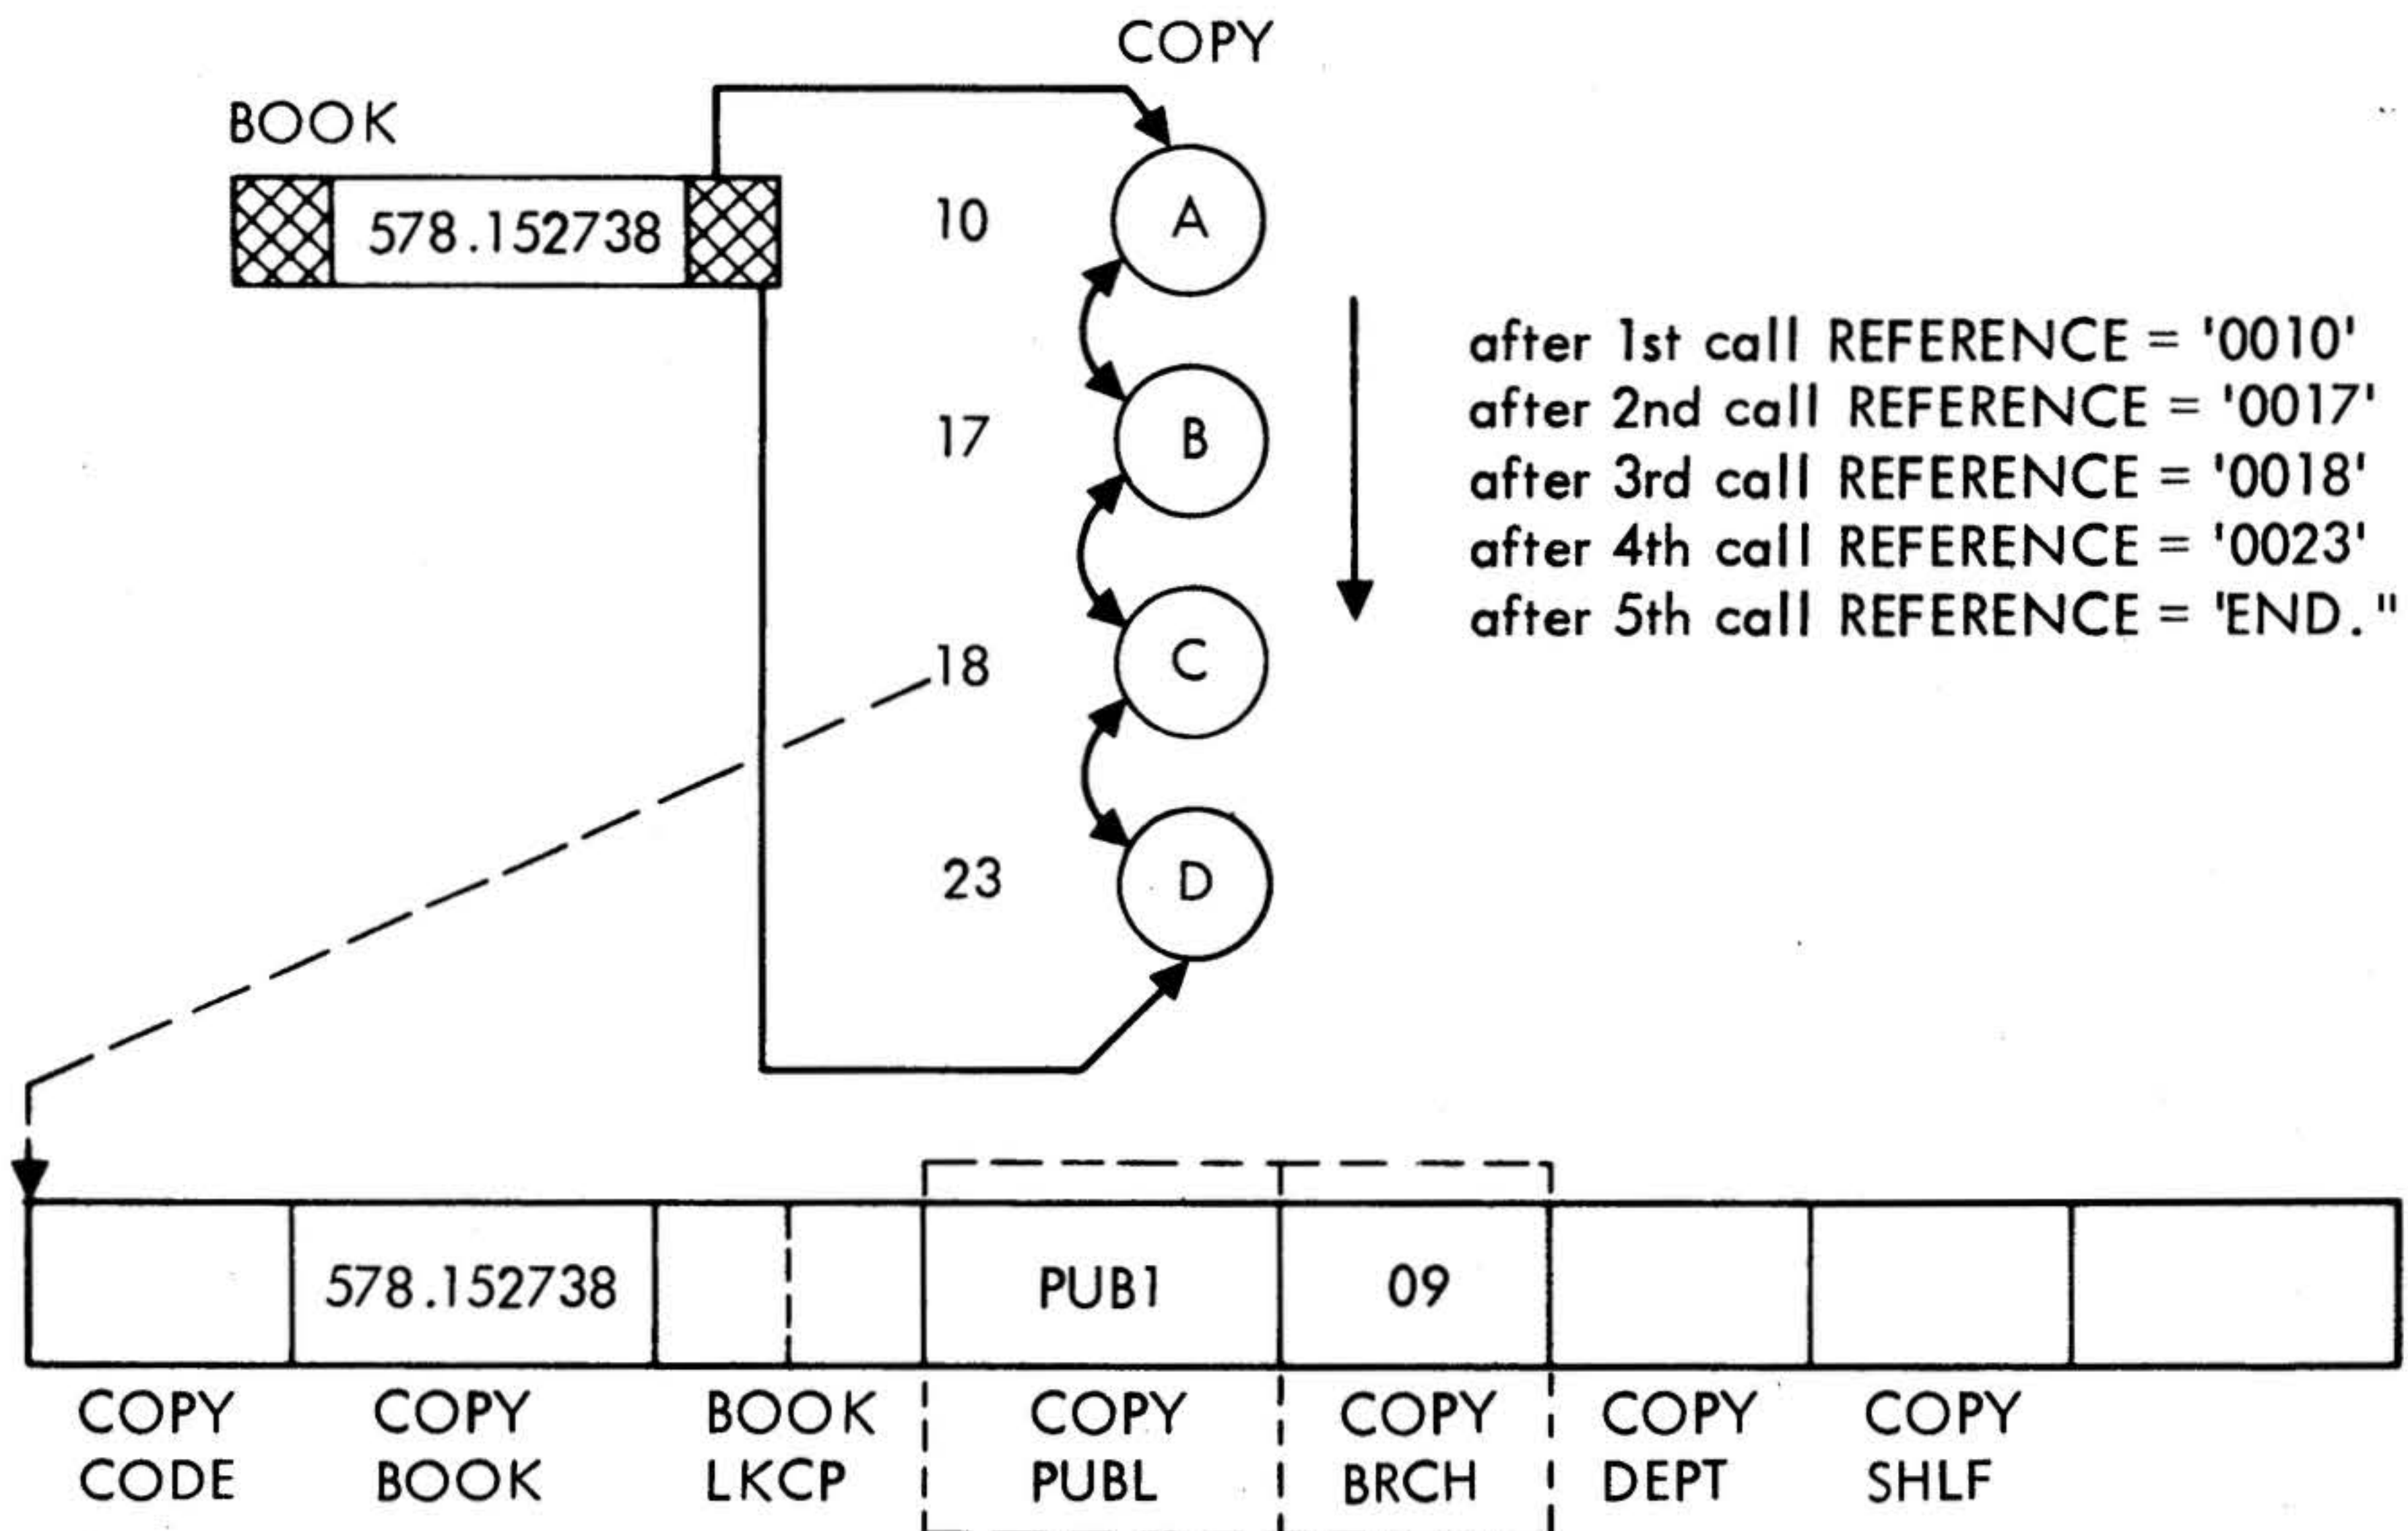 COPY
BOOK
578.152738
10
A
17
B
18
C
23
D
after 1st call REFERENCE = '0010'
after 2nd call REFERENCE = '0017'
after 3rd call REFERENCE = '0018'
after 4th call REFERENCE = '0023'
after 5th call REFERENCE = 'END."
578.152738
PUB1
09
COPY CODE
COPY BOOK
BOOK LKCP
COPY PUBL
COPY BRCH
COPY DEPT
COPY SHLF